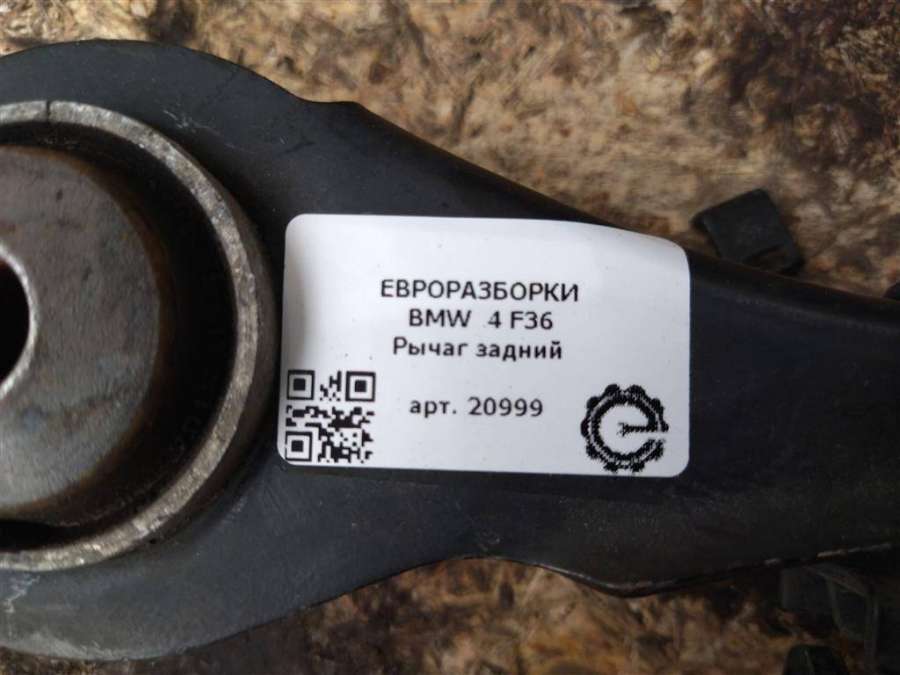 ЕВРОРАЗБОРКИ
BMW 4 F36
Рычаг задний
арт. 20999